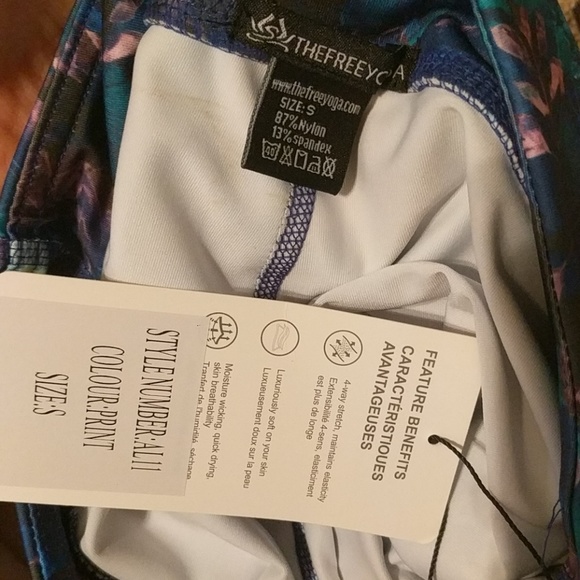 THEFREEYOGA
www.thefreeyoga.com
SIZE: S
87%Nylon
13%spandex
FEATURE BENEFITS
CARACTÉRISTIQUES
AVANTAGEUSES
4-way stretch, maintains elasticity
Extensibilité 4-sens, élasticiment
est plus de longe
Luxuriously soft on your skin
Luxueusement doux sur la peau
Moisture wicking, quick drying,
skin breathability
Tranfert de l'humidité, séchage
STYLE NUMBER:AL11
COLOUR:PRINT
SIZE:S